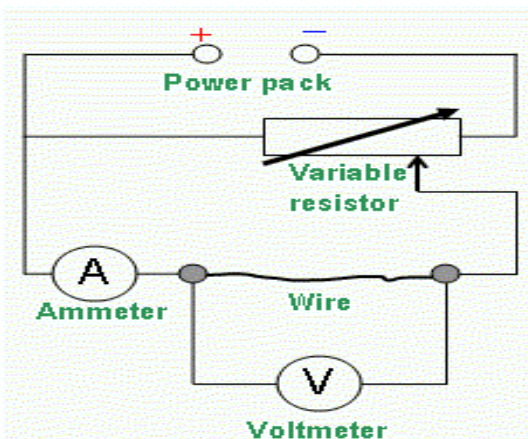 + −
Power pack
Variable
resistor
A
Ammeter
Wire
V
Voltmeter